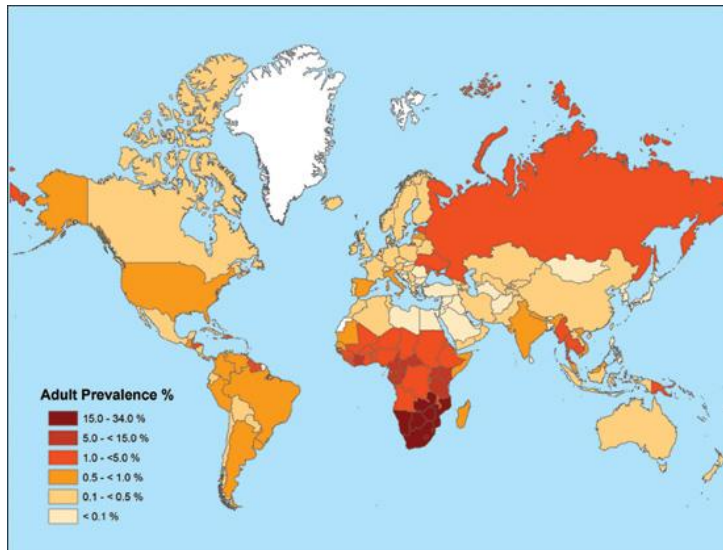 Adult Prevalence %
15.0 - 34.0 %
5.0 - < 15.0 %
1.0 - <5.0 %
0.5 - < 1.0 %
0.1 - < 0.5 %
< 0.1 %